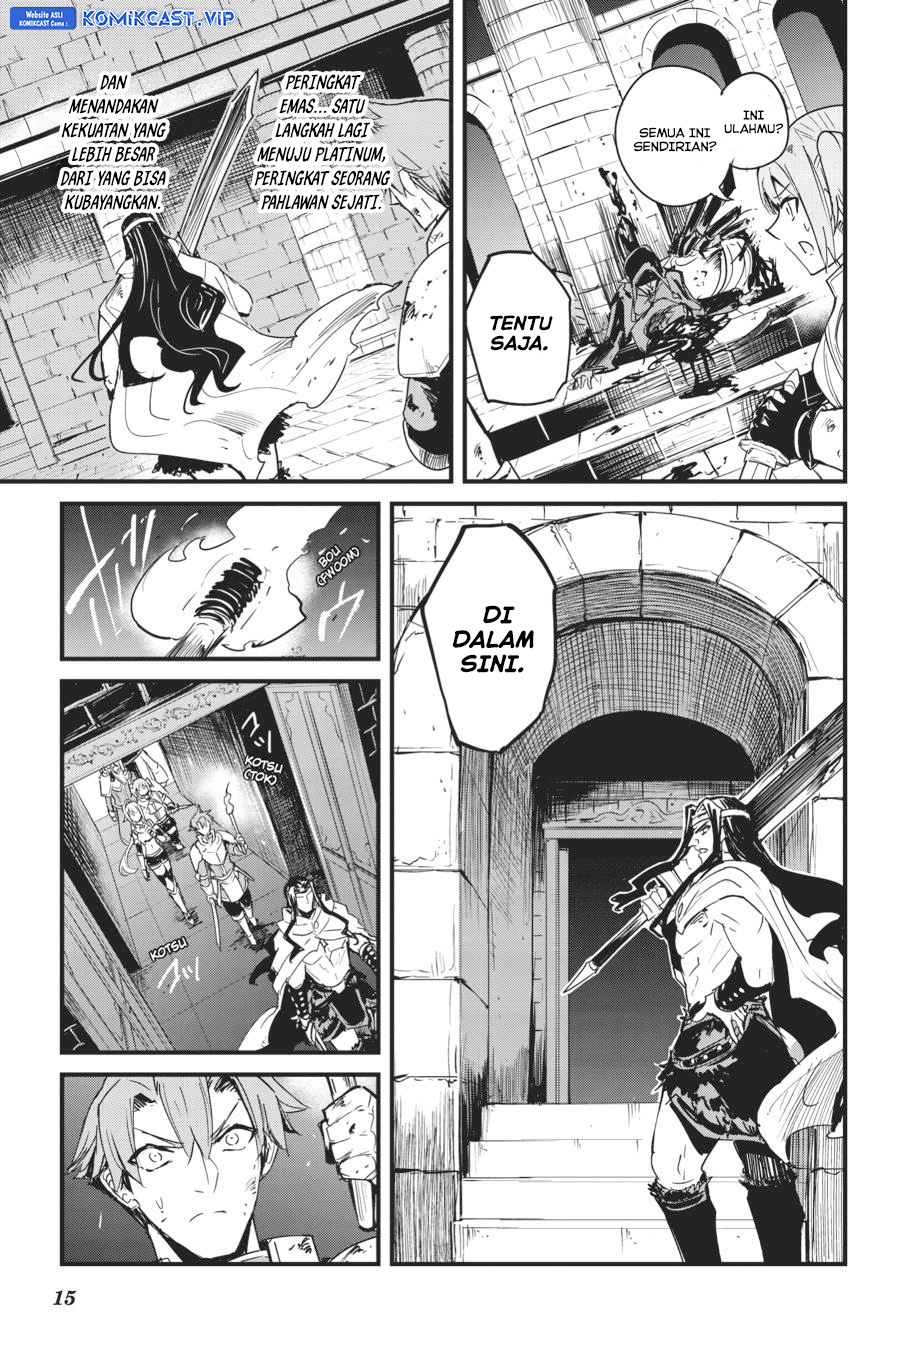 Website ASLI
KOMIKCAST Cuma :
KOMIKCAST.VIP
INI
ULAHMU?
SEMUA INI
SENDIRIAN?
TENTU
SAJA.
PERINGKAT
EMAS... SATU
LANGKAH LAGI
MENUJU PLATINUM,
PERINGKAT SEORANG
PAHLAWAN SEJATI.
DAN
MENANDAKAN
KEKUATAN YANG
LEBIH BESAR
DARI YANG BISA
KUBAYANGKAN.
DI
DALAM
SINI.
BOU
(FWOOM)
KOTSU
(TOK)
KOTSU
15